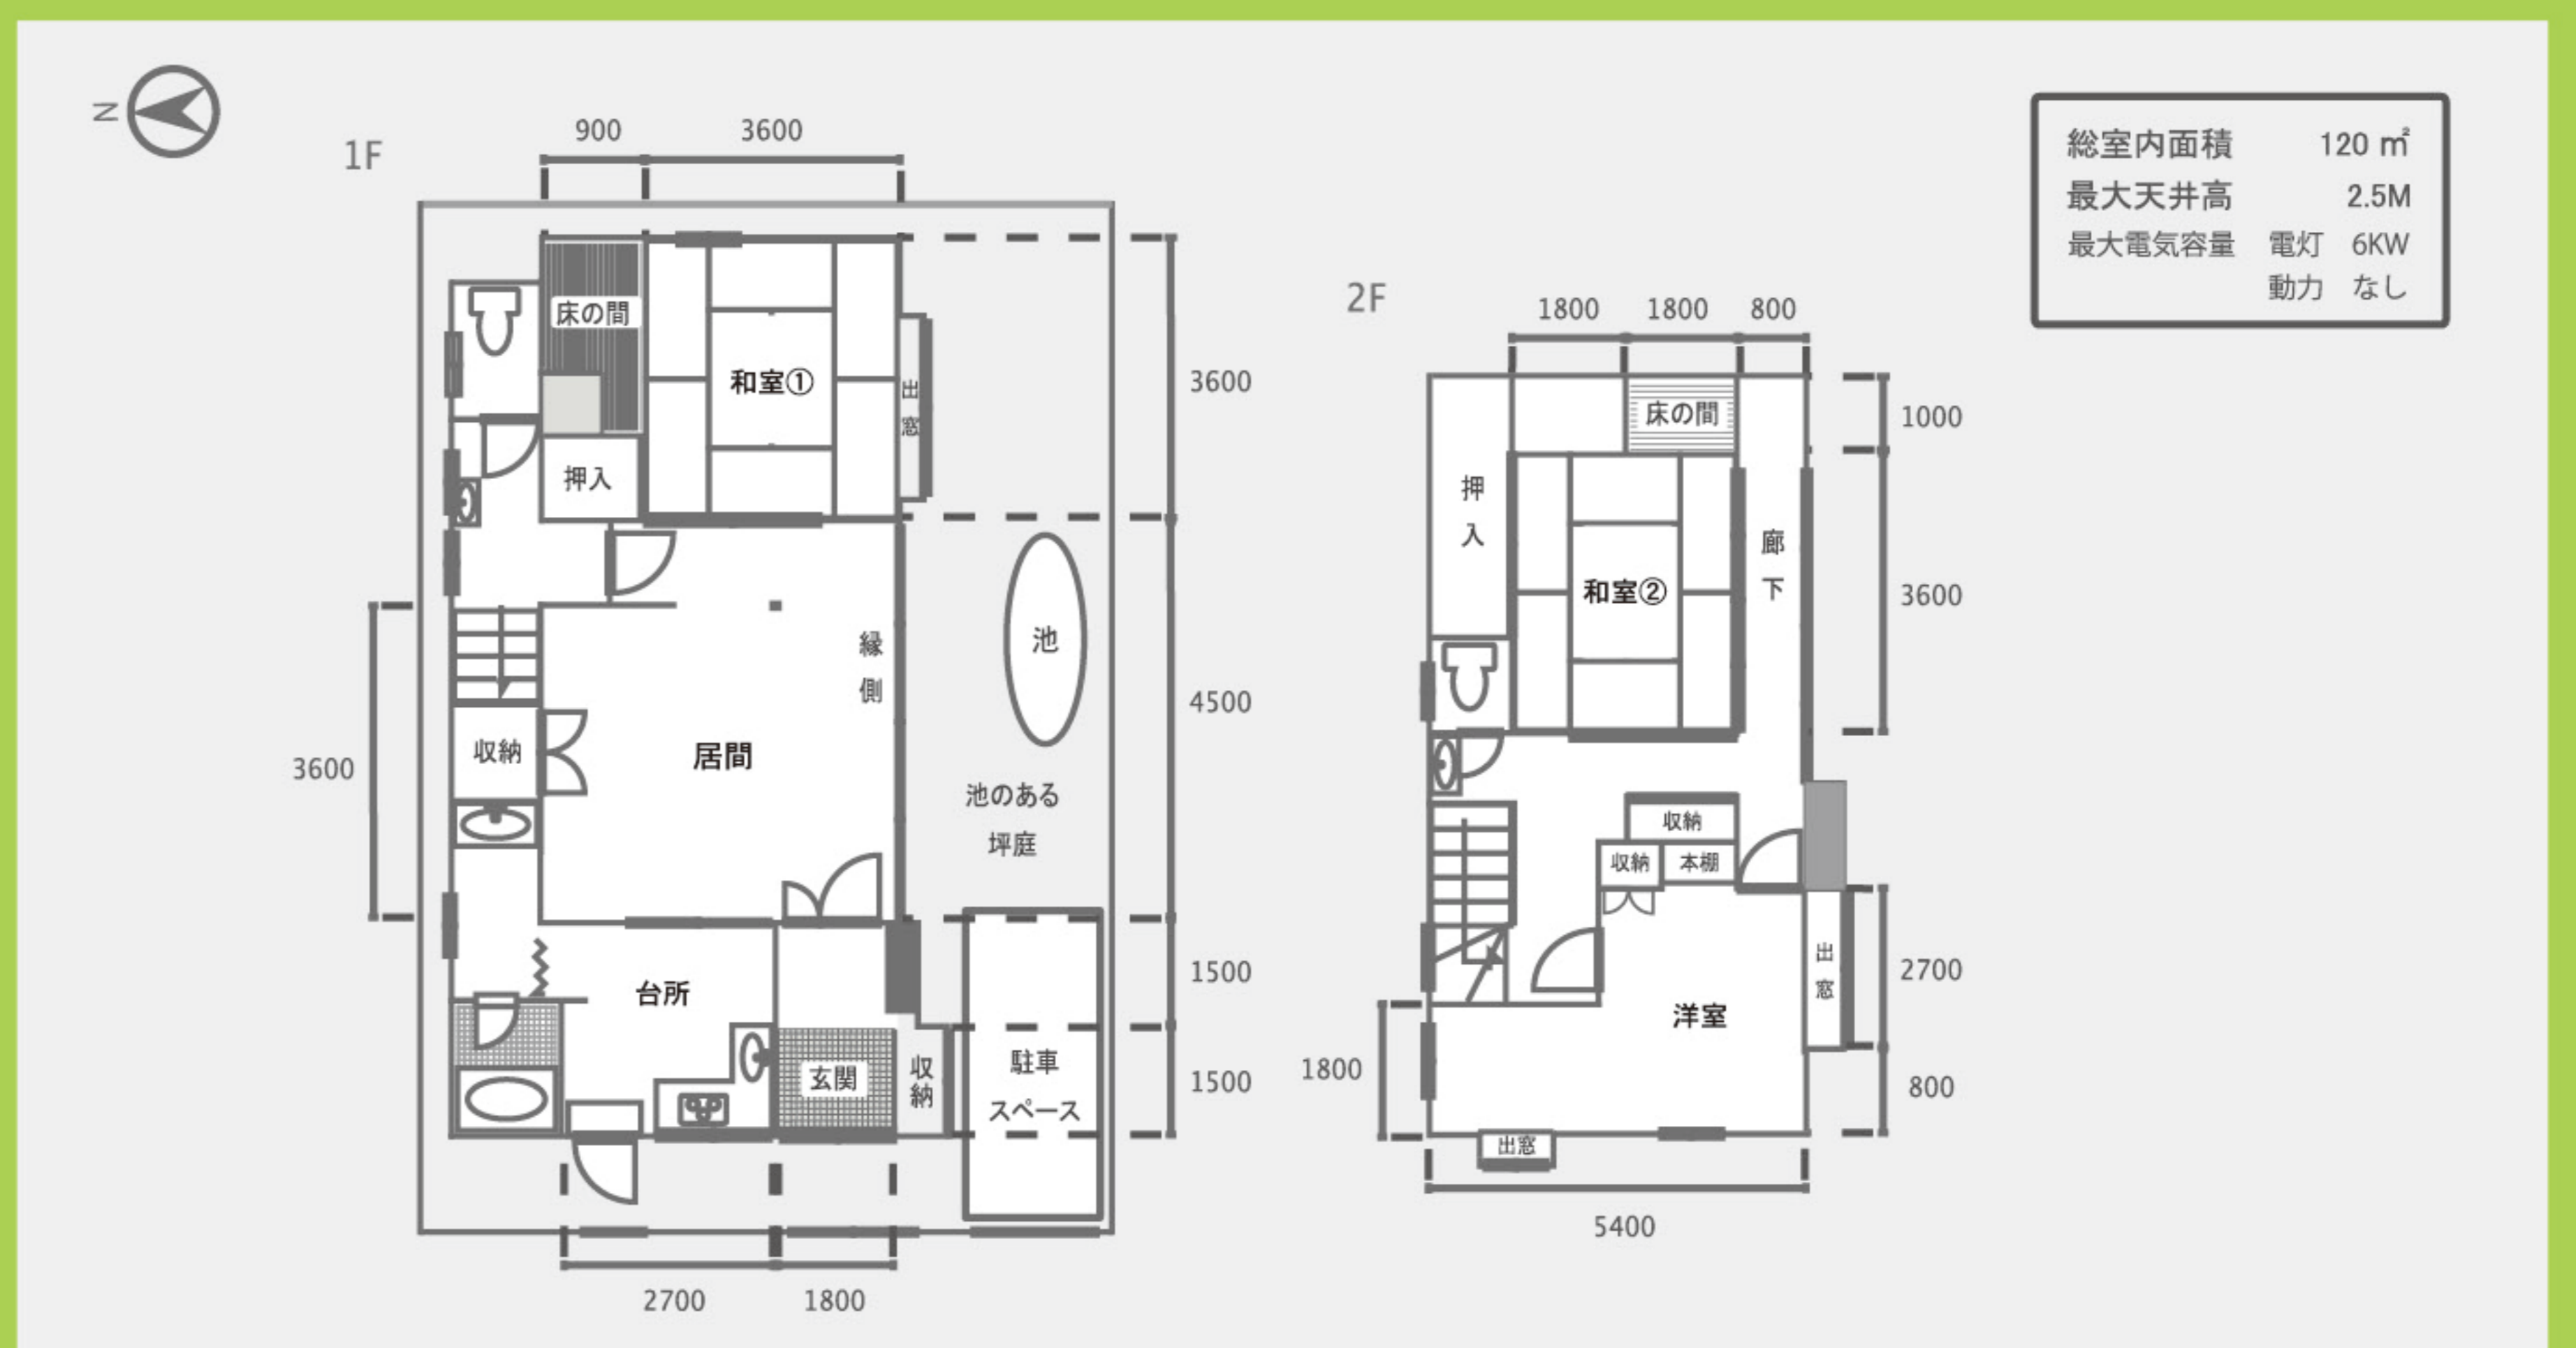 N
1F
900
3600
床の間
和室①
出窓
押入
3600
池
縁側
4500
収納
居間
3600
池のある
坪庭
台所
1500
玄関
収納
駐車
スペース
1500
2700
1800
2F
1800
1800
800
床の間
1000
押入
廊下
和室②
3600
収納
収納
本棚
出窓
2700
洋室
1800
800
出窓
5400
総室内面積 120 ㎡
最大天井高 2.5M
最大電気容量 電灯 6KW
動力 なし